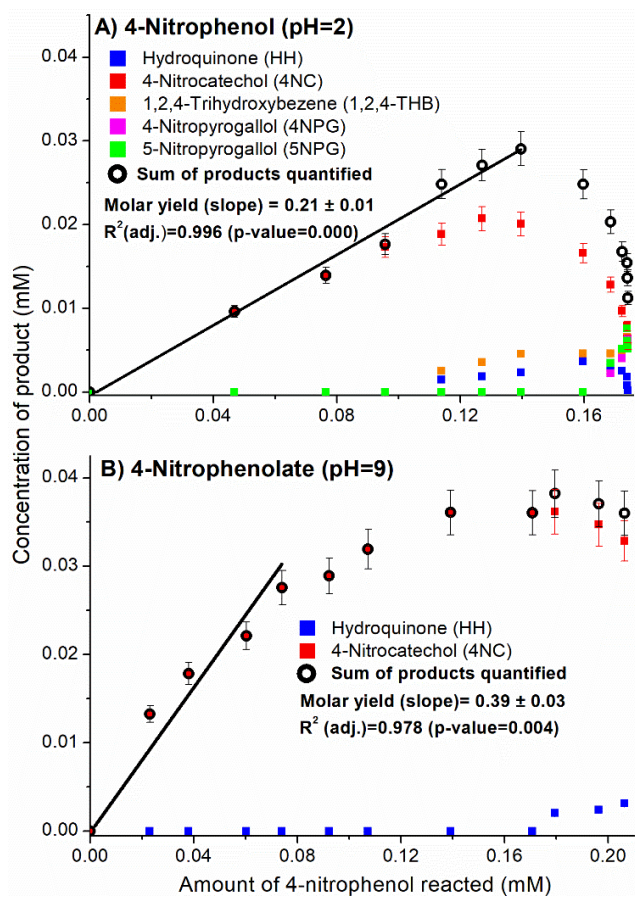 A) 4-Nitrophenol (pH=2)
Hydroquinone (HH)
4-Nitrocatechol (4NC)
1,2,4-Trihydroxybezene (1,2,4-THB)
4-Nitropyrogallol (4NPG)
5-Nitropyrogallol (5NPG)
Sum of products quantified
Molar yield (slope) = 0.21 ± 0.01
R2(adj.)=0.996 (p-value=0.000)
0.04
0.03
0.02
0.01
0.00
0.00 0.04 0.08 0.12 0.16
Concentration of product (mM)
B) 4-Nitrophenolate (pH=9)
Hydroquinone (HH)
4-Nitrocatechol (4NC)
Sum of products quantified
Molar yield (slope)= 0.39 ± 0.03
R2 (adj.)=0.978 (p-value=0.004)
0.04
0.03
0.02
0.01
0.00
0.00 0.04 0.08 0.12 0.16 0.20
Amount of 4-nitrophenol reacted (mM)